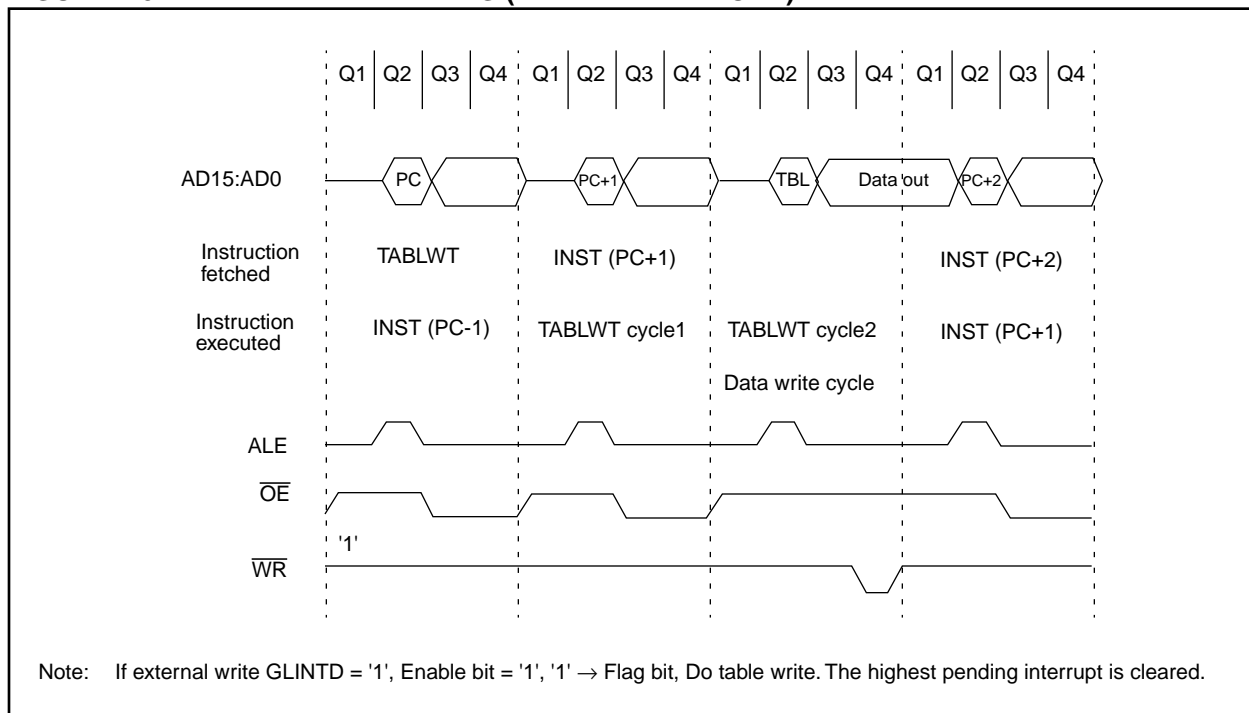 Q1 Q2 Q3 Q4 Q1 Q2 Q3 Q4 Q1 Q2 Q3 Q4 Q1 Q2 Q3 Q4
AD15:AD0 PC PC+1 TBL Data out PC+2
Instruction fetched TABLWT INST (PC+1) INST (PC+2)
Instruction executed INST (PC-1) TABLWT cycle1 TABLWT cycle2 INST (PC+1)
Data write cycle
ALE
OE
'1'
WR
Note: If external write GLINTD = '1', Enable bit = '1', '1' → Flag bit, Do table write. The highest pending interrupt is cleared.